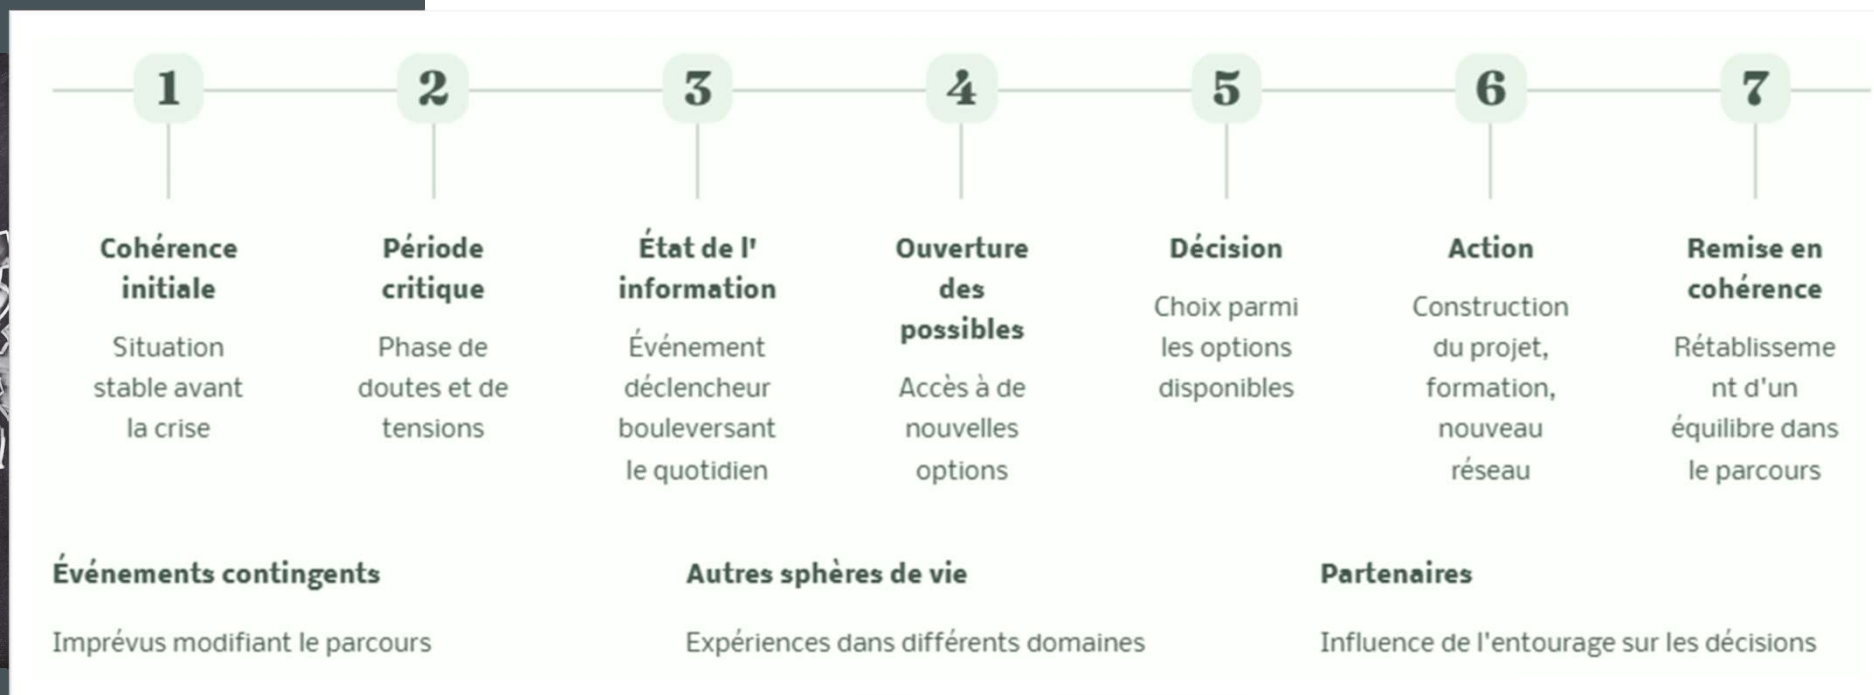 1
2
3
4
5
6
7
Cohérence
initiale
Situation
stable avant
la crise
Période
critique
Phase de
doutes et de
tensions
État de l'
information
Événement
déclencheur
bouleversant
le quotidien
Ouverture
des
possibles
Accès à de
nouvelles
options
Décision
Choix parmi
les options
disponibles
Action
Construction
du projet,
formation,
nouveau
réseau
Remise en
cohérence
Rétablisseme
nt d'un
équilibre dans
le parcours
Événements contingents
Imprévus modifiant le parcours
Autres sphères de vie
Expériences dans différents domaines
Partenaires
Influence de l'entourage sur les décisions